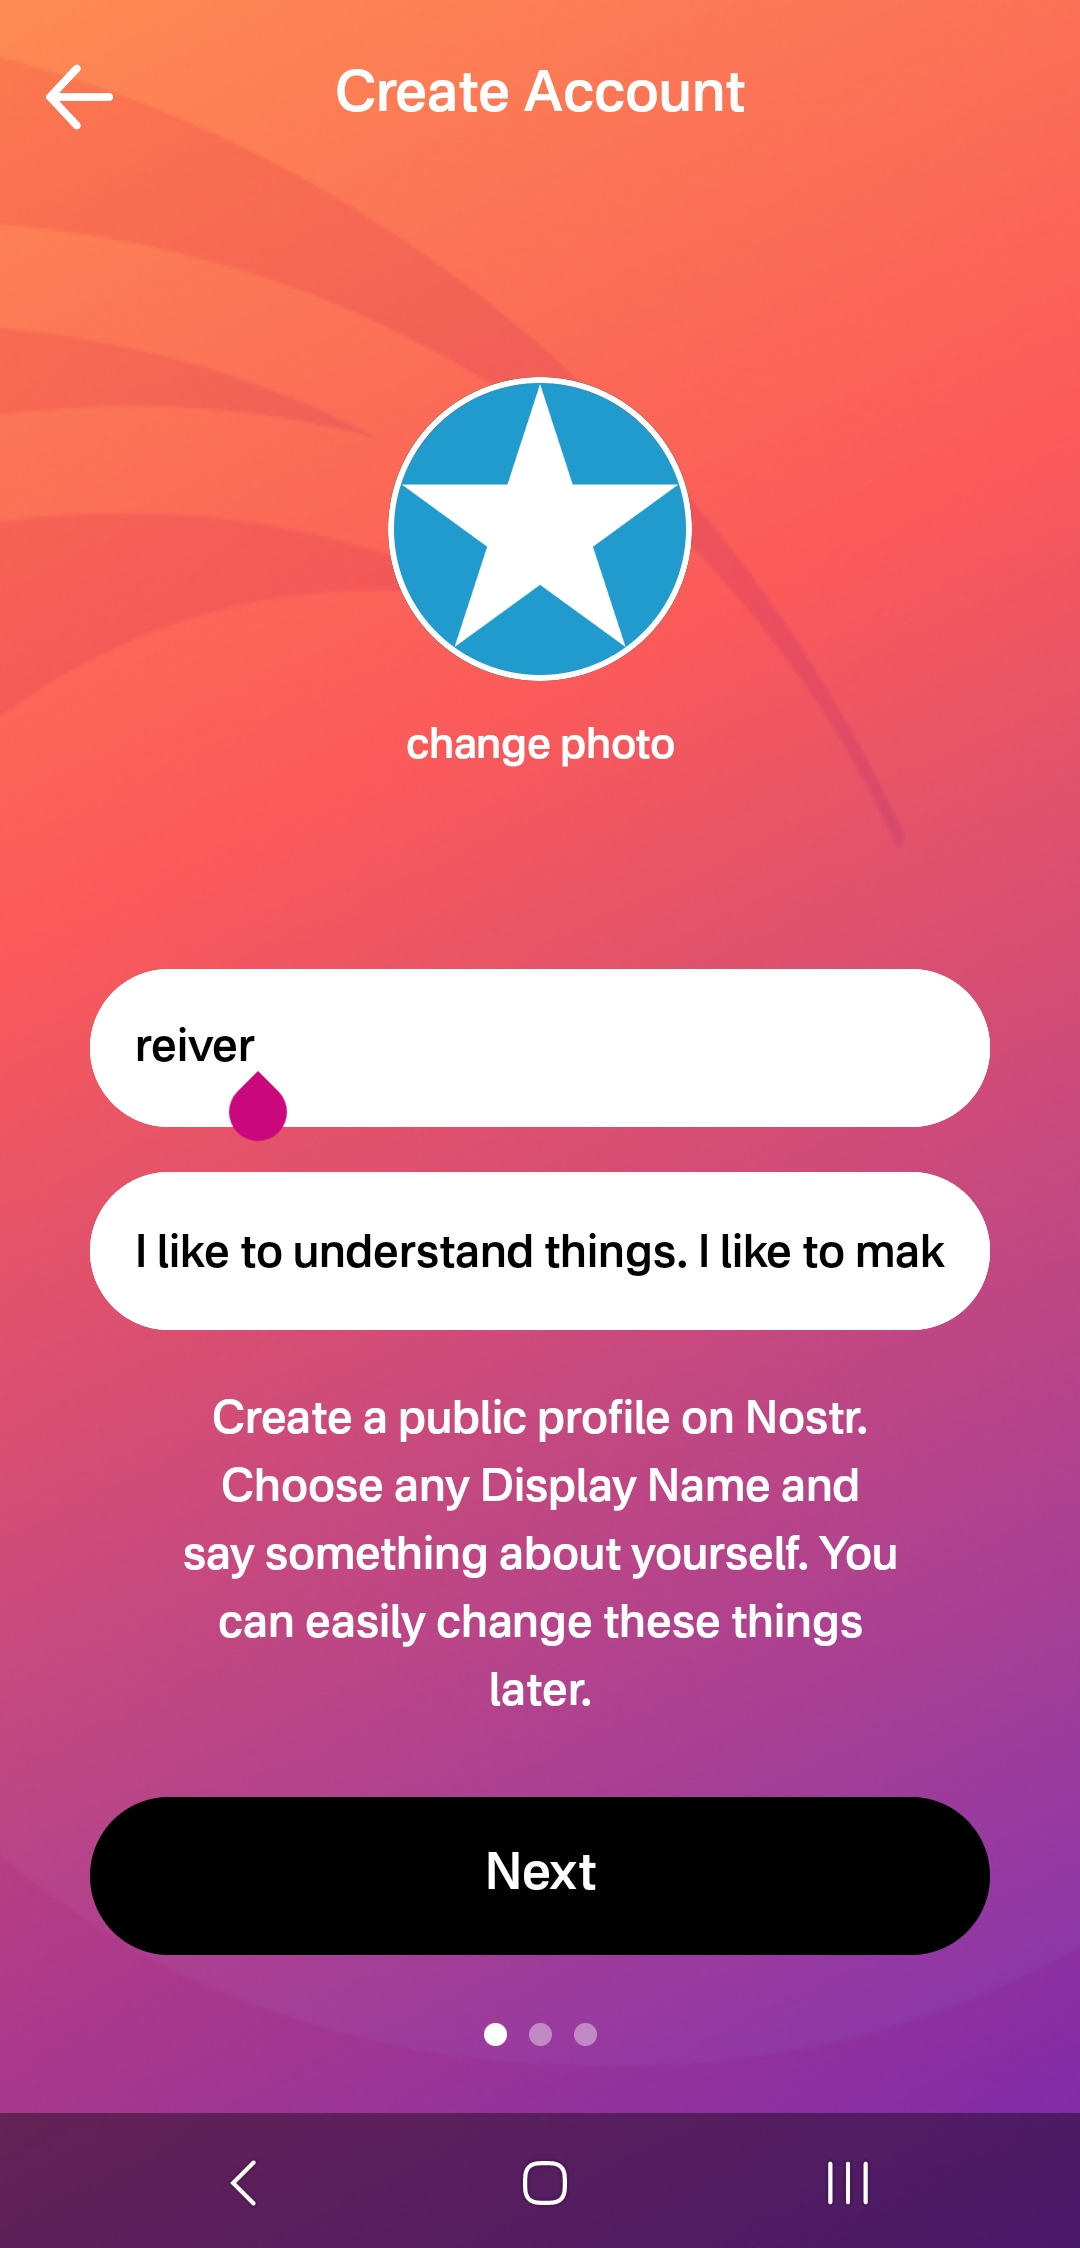 Create Account
change photo
reiver
I like to understand things. I like to mak
Create a public profile on Nostr.
Choose any Display Name and
say something about yourself. You
can easily change these things
later.
Next